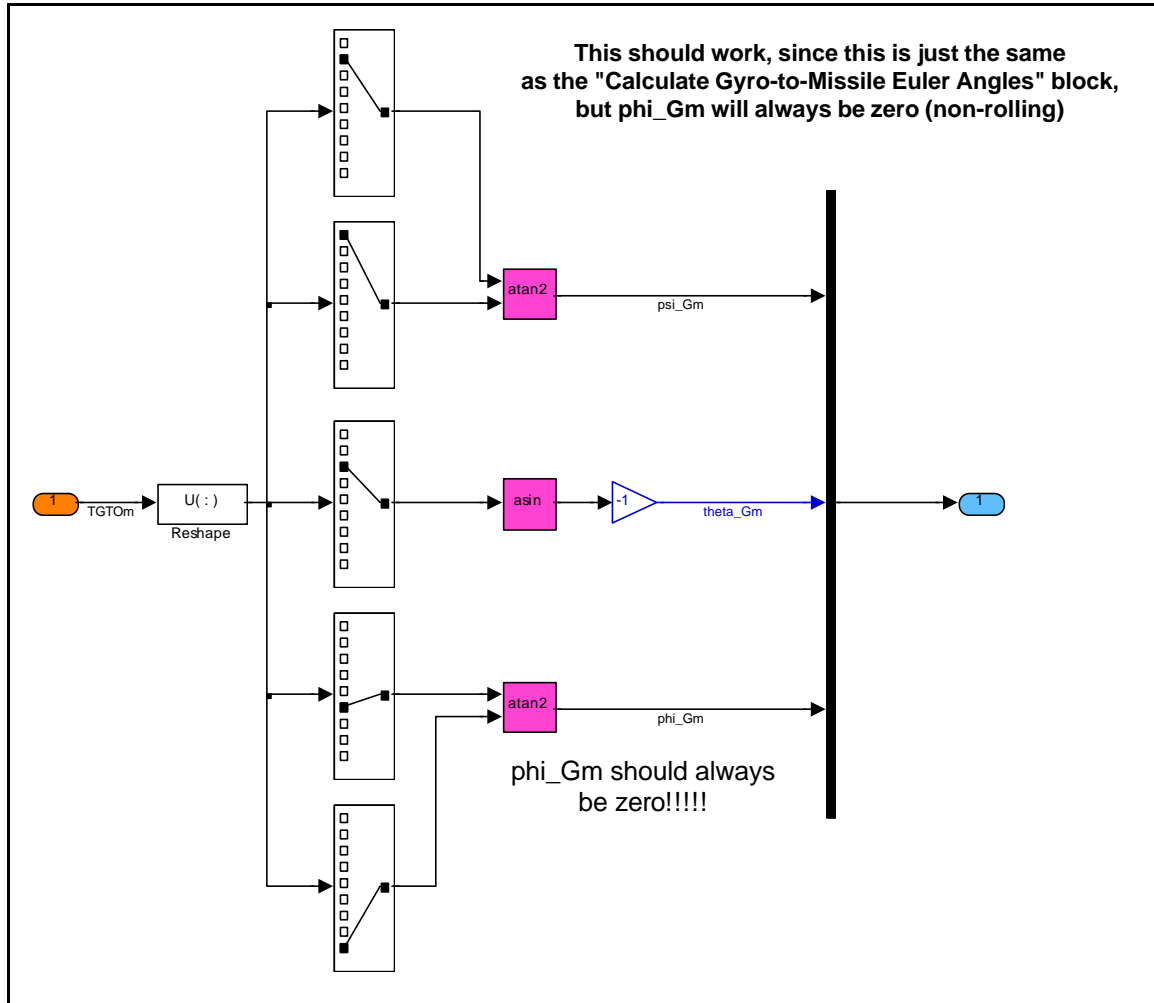 This should work, since this is just the same
as the "Calculate Gyro-to-Missile Euler Angles" block,
but phi_Gm will always be zero (non-rolling)
atan2
psi_Gm
1
TGTOm
U( : )
Reshape
asin
-1
theta_Gm
1
atan2
phi_Gm
phi_Gm should always
be zero!!!!!